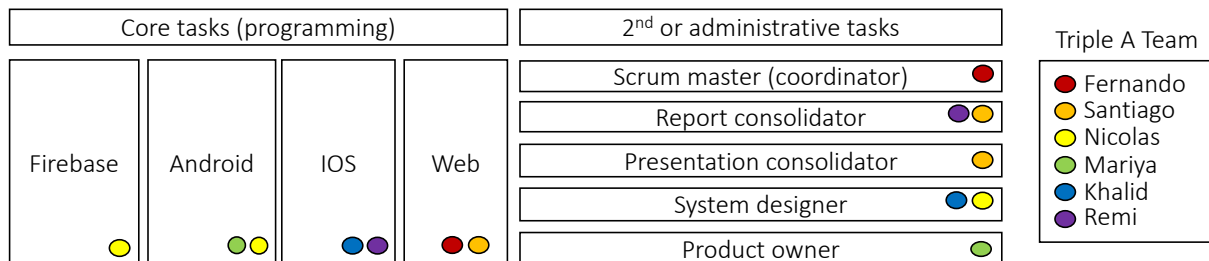 Core tasks (programming)
2nd or administrative tasks
Triple A Team
Firebase
Android
IOS
Web
Scrum master (coordinator)
Report consolidator
Presentation consolidator
System designer
Product owner
Fernando
Santiago
Nicolas
Mariya
Khalid
Remi